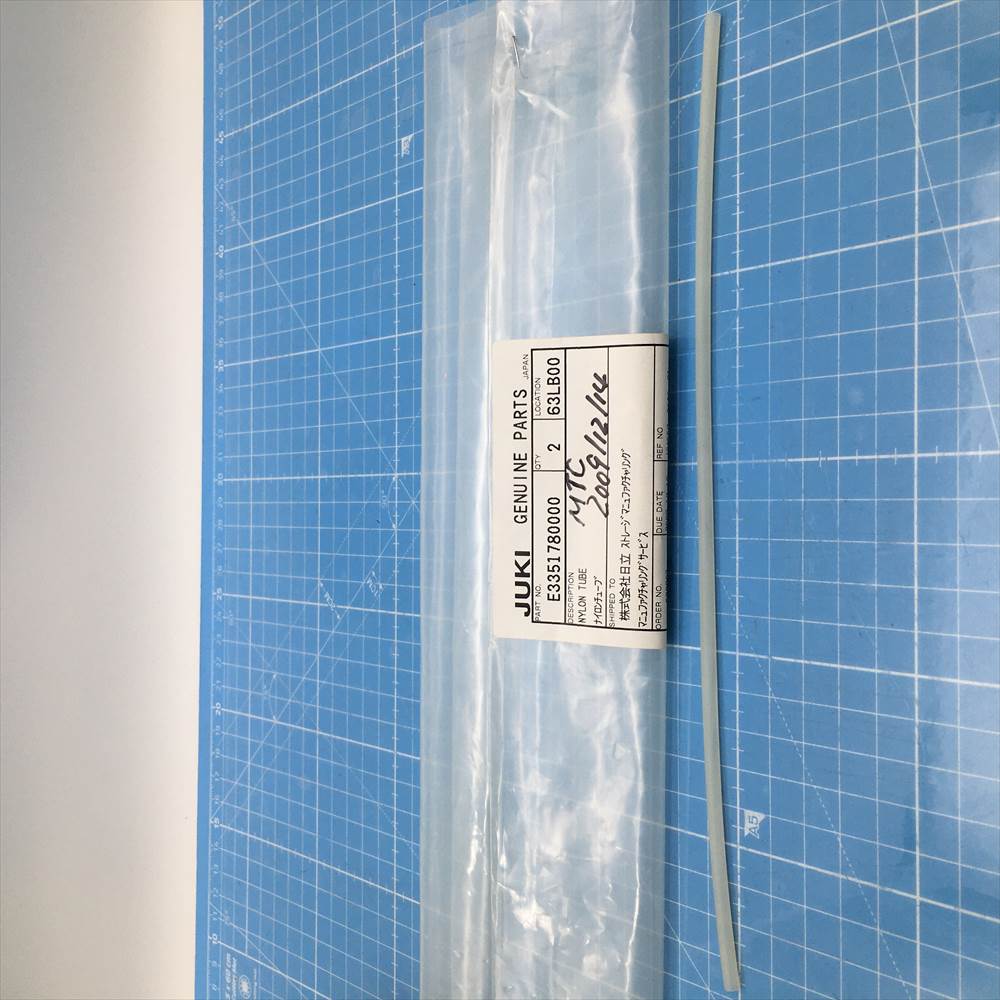 JUKI GENUINE PARTS JAPAN
PART NO. QTY LOCATION
E3351780000 2 63LB00
DESCRIPTION
NYLON TUBE
ナイロンチューブ
MTC
2009/12/14
SHIPPED TO
株式会社日立 ストレージマニュファクチャリング
マニュファクチャリングサービス
ORDER NO. DUE DATE REF. NO
A5